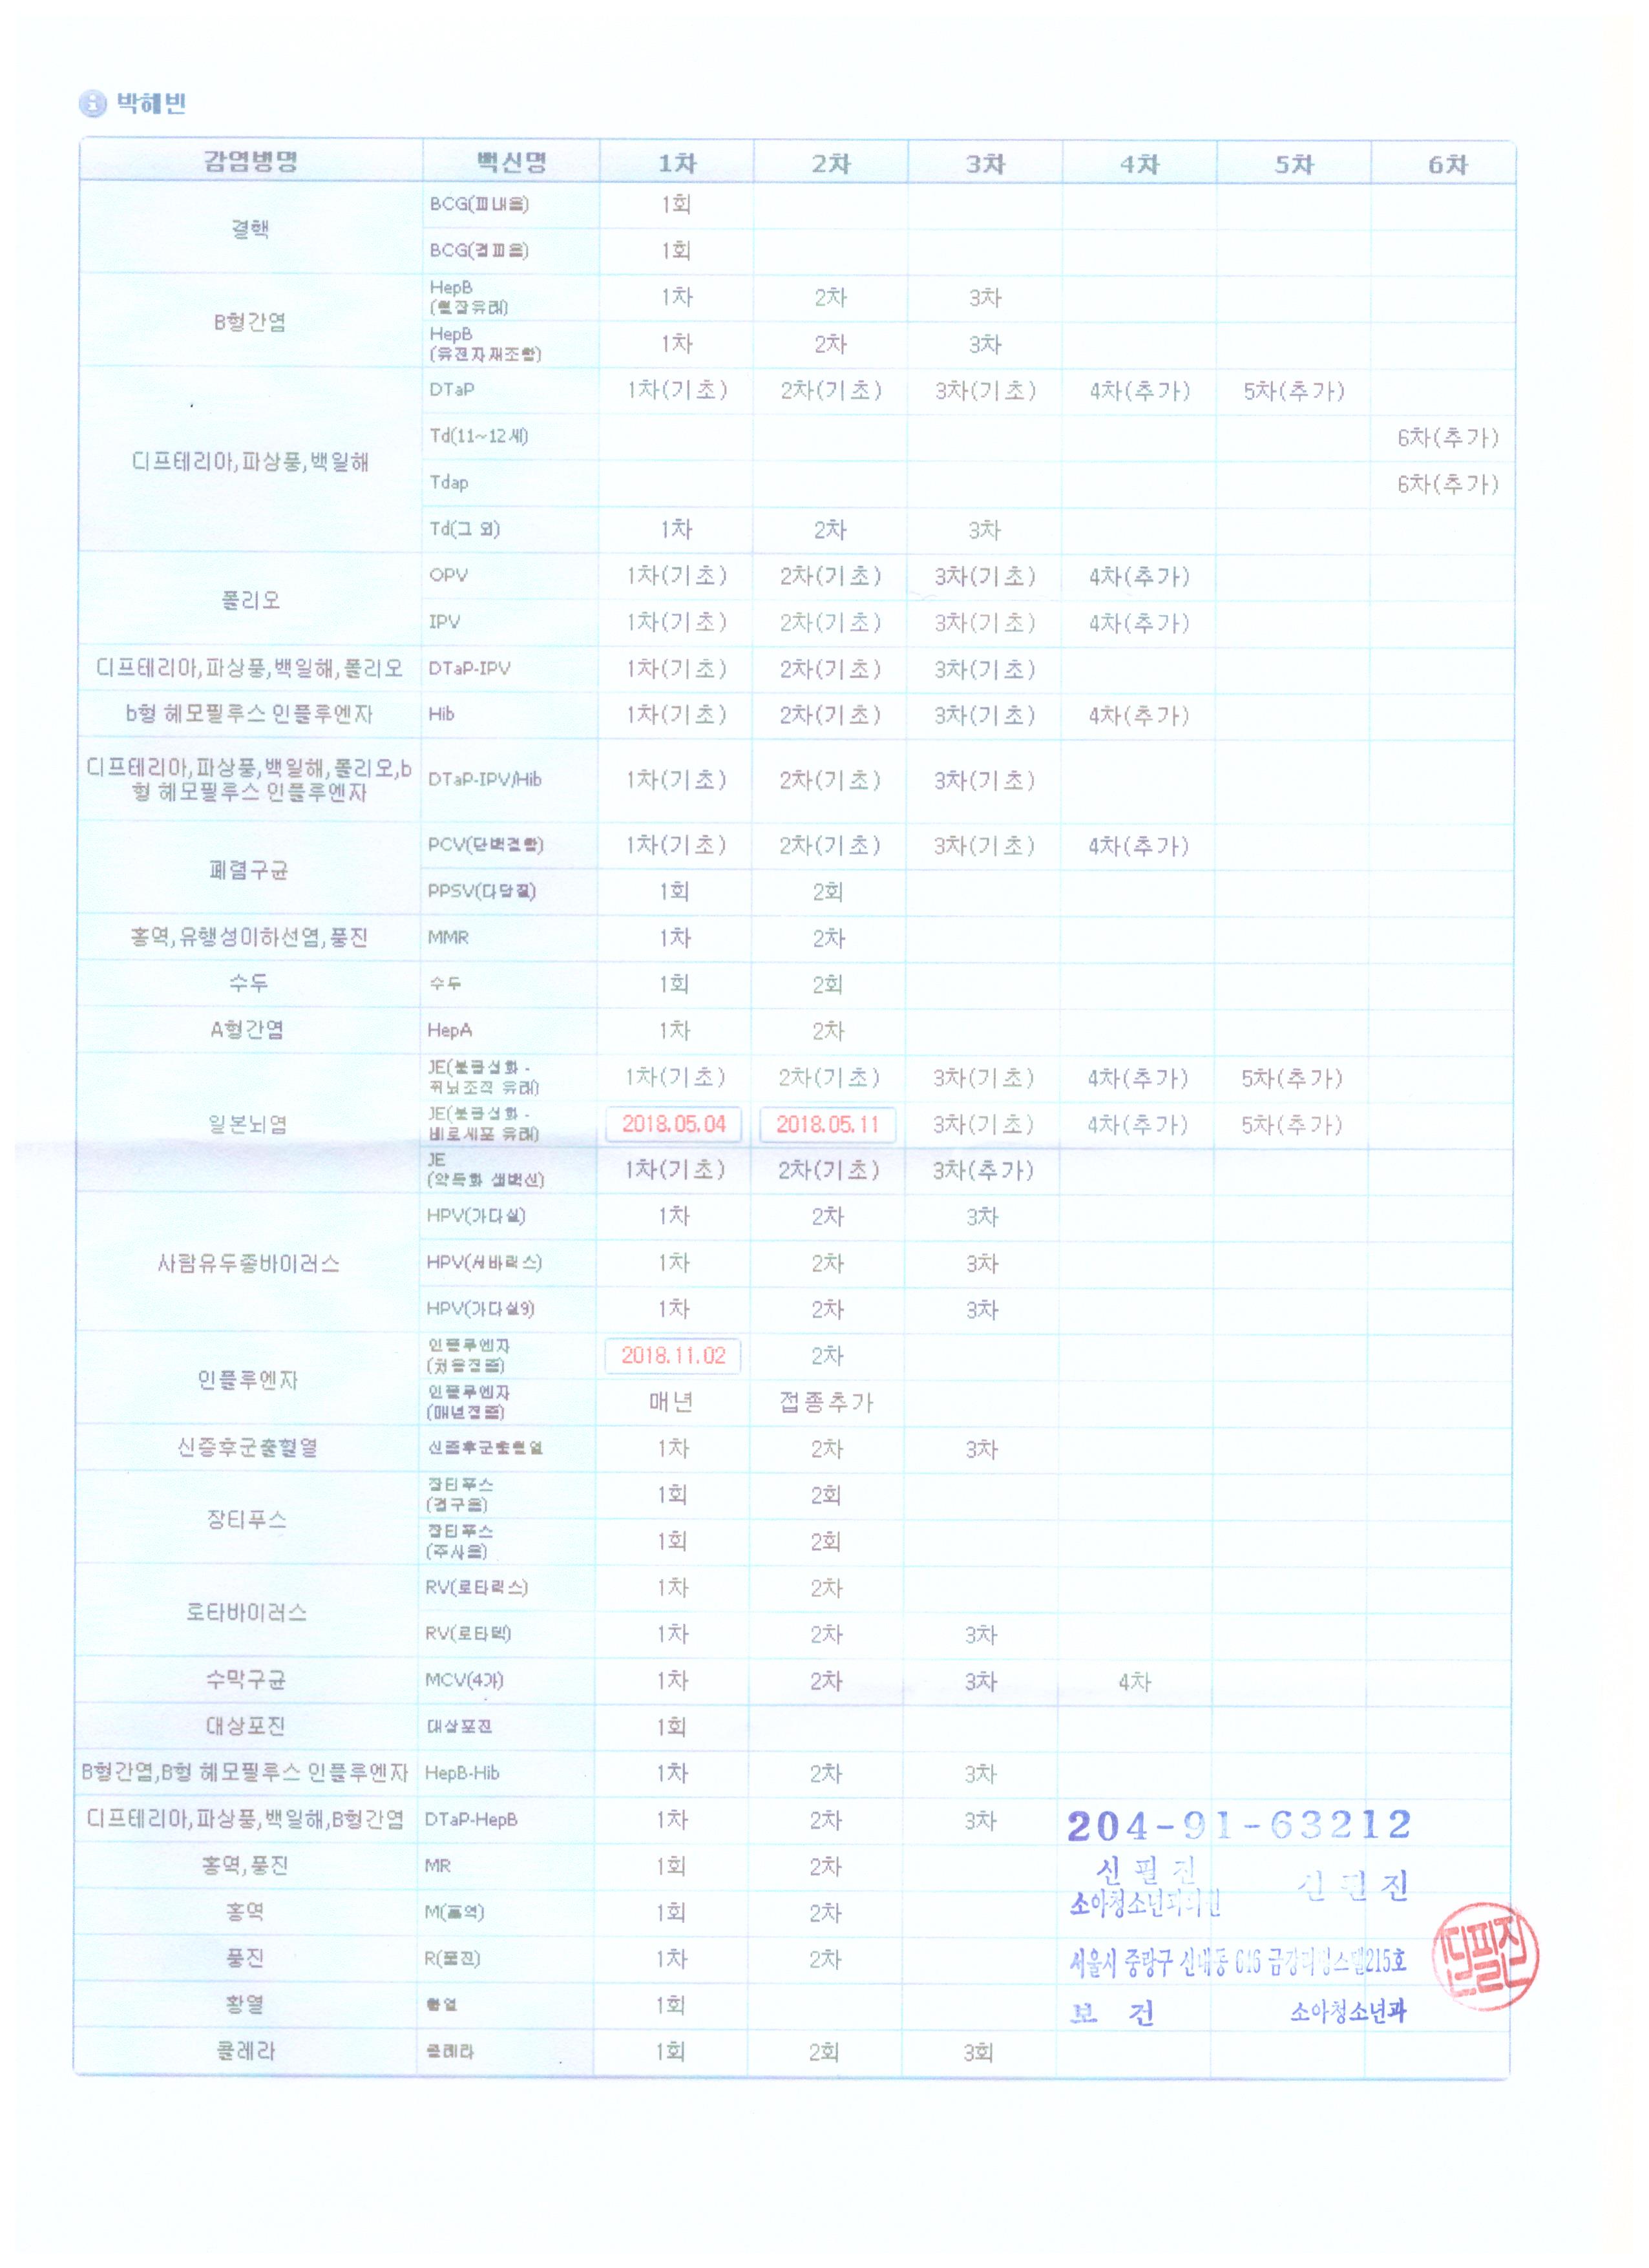 박혜빈
감염병명 백신명 1차 2차 3차 4차 5차 6차
결핵 BCG(피내용) 1회
BCG(경피용) 1회
B형간염 HepB (혈장유래) 1차 2차 3차
HepB (유전자재조합) 1차 2차 3차
디프테리아,파상풍,백일해 DTaP 1차(기초) 2차(기초) 3차(기초) 4차(추가) 5차(추가)
Td(11~12세) 6차(추가)
Tdap 6차(추가)
Td(그 외) 1차 2차 3차
폴리오 OPV 1차(기초) 2차(기초) 3차(기초) 4차(추가)
IPV 1차(기초) 2차(기초) 3차(기초) 4차(추가)
디프테리아,파상풍,백일해,폴리오 DTaP-IPV 1차(기초) 2차(기초) 3차(기초)
b형 헤모필루스 인플루엔자 Hib 1차(기초) 2차(기초) 3차(기초) 4차(추가)
디프테리아,파상풍,백일해,폴리오,b
형 헤모필루스 인플루엔자 DTaP-IPV/Hib 1차(기초) 2차(기초) 3차(기초)
폐렴구균 PCV(단백결합) 1차(기초) 2차(기초) 3차(기초) 4차(추가)
PPSV(다당질) 1회 2회
홍역,유행성이하선염,풍진 MMR 1차 2차
수두 수두 1회 2회
A형간염 HepA 1차 2차
일본뇌염 JE(불활성화 - 쥐뇌조직 유래) 1차(기초) 2차(기초) 3차(기초) 4차(추가) 5차(추가)
JE(불활성화 - 베로세포 유래) 2018.05.04 2018.05.11 3차(기초) 4차(추가) 5차(추가)
JE (약독화 생백신) 1차(기초) 2차(기초) 3차(추가)
사람유두종바이러스 HPV(가다실) 1차 2차 3차
HPV(서바릭스) 1차 2차 3차
HPV(가다실9) 1차 2차 3차
인플루엔자 인플루엔자 (처음접종) 2018.11.02 2차
인플루엔자 (매년접종) 매년 접종추가
신증후군출혈열 신증후군출혈열 1차 2차 3차
장티푸스 장티푸스 (경구용) 1회 2회
장티푸스 (주사용) 1회 2회
로타바이러스 RV(로타릭스) 1차 2차
RV(로타텍) 1차 2차 3차
수막구균 MCV(4가) 1차 2차 3차 4차
대상포진 대상포진 1회
B형간염,B형 헤모필루스 인플루엔자 HepB-Hib 1차 2차 3차
디프테리아,파상풍,백일해,B형간염 DTaP-HepB 1차 2차 3차
204-91-63212
홍역,풍진 MR 1회 2차
신필진 신필진
소아청소년과의원
홍역 M(홍역) 1회 2차
풍진 R(풍진) 1차 2차
서울시 중랑구 신내동 646 금강리빙스텔215호
신필진
황열 황열 1회
보 건 소아청소년과
콜레라 콜레라 1회 2회 3회